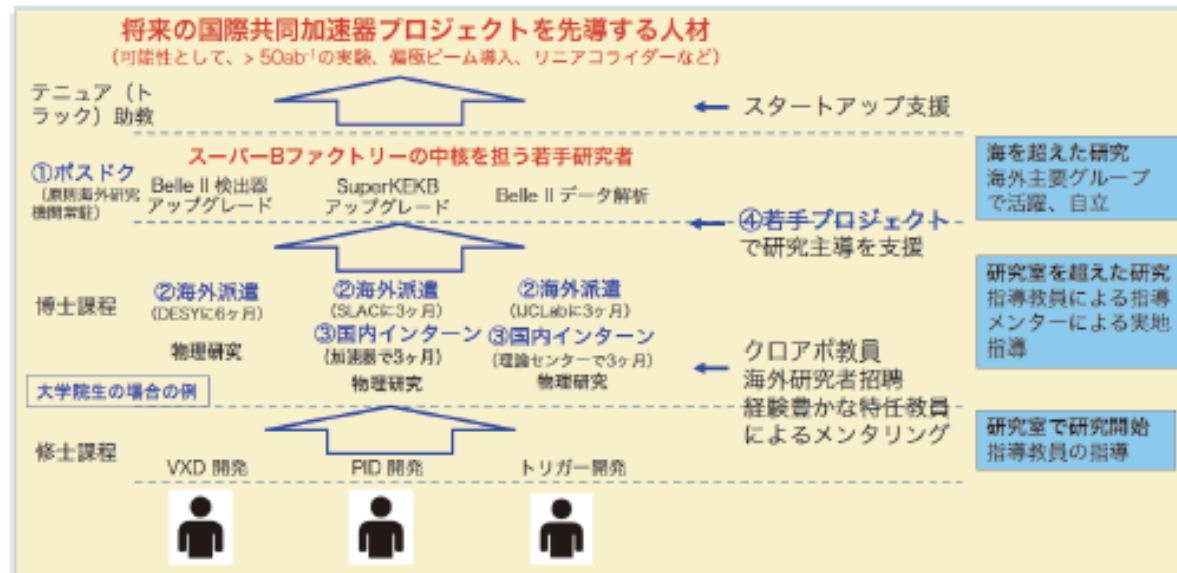 将来の国際共同加速器プロジェクトを先導する人材
(可能性として、> 50ab⁻¹の実験、偏極ビーム導入、リニアコライダーなど)
テニュア（ト
ラック）助教
スタートアップ支援
スーパーBファクトリーの中核を担う若手研究者
①ポスドク
(原則海外研究
機関常駐)
Belle II 検出器
アップグレード
SuperKEKB
アップグレード
Belle II データ解析
④若手プロジェクト
で研究主導を支援
海を超えた研究
海外主要グループ
で活躍、自立
博士課程
②海外派遣
(DESYに6ヶ月)
物理研究
②海外派遣
(SLACに3ヶ月)
③国内インターン
(加速器で3ヶ月)
物理研究
②海外派遣
(IJCLabに3ヶ月)
③国内インターン
(理論センターで3ヶ月)
物理研究
クロアポ教員
海外研究者招聘
経験豊かな特任教員
によるメンタリング
研究室を超えた研究
指導教員による指導
メンターによる実地
指導
大学院生の場合の例
修士課程
VXD 開発
PID 開発
トリガー開発
研究室で研究開始
指導教員の指導